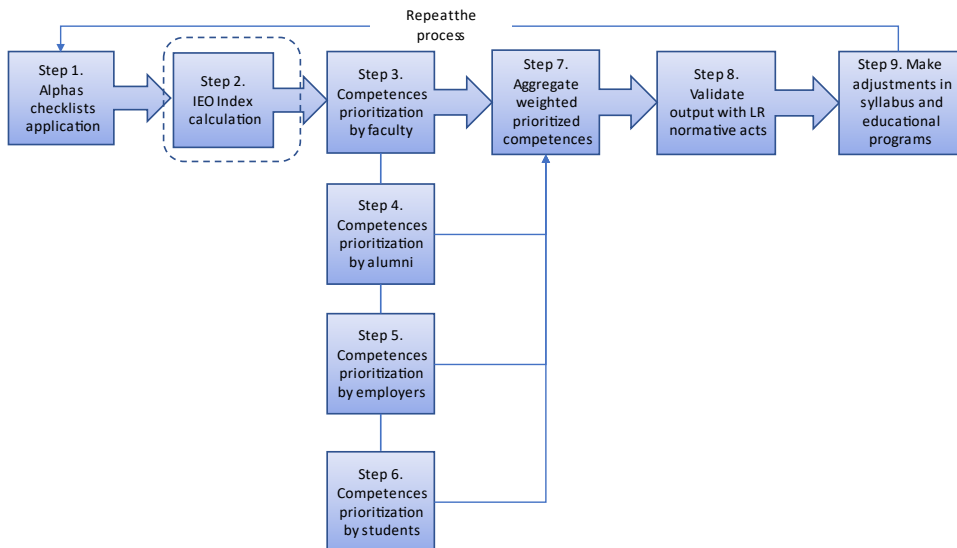 Repeat the
process
Step 1.
Alphas
checklists
application
Step 2.
IEO Index
calculation
Step 3.
Competences
prioritization
by faculty
Step 7.
Aggregate
weighted
prioritized
competences
Step 8.
Validate
output with LR
normative acts
Step 9. Make
adjustments in
syllabus and
educational
programs
Step 4.
Competences
prioritization
by alumni
Step 5.
Competences
prioritization
by employers
Step 6.
Competences
prioritization
by students